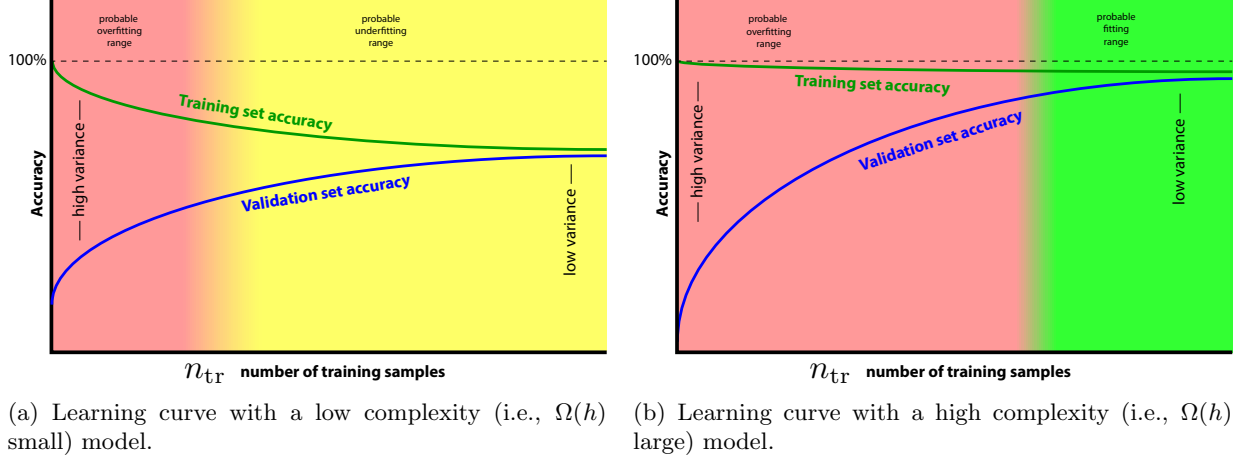 probable
overfitting
range
probable
underfitting
range
100%
Training set accuracy
Validation set accuracy
high variance
low variance
Accuracy
n_tr number of training samples
(a) Learning curve with a low complexity (i.e., Ω(h)
small) model.
probable
overfitting
range
probable
fitting
range
100%
Training set accuracy
Validation set accuracy
high variance
low variance
Accuracy
n_tr number of training samples
(b) Learning curve with a high complexity (i.e., Ω(h)
large) model.